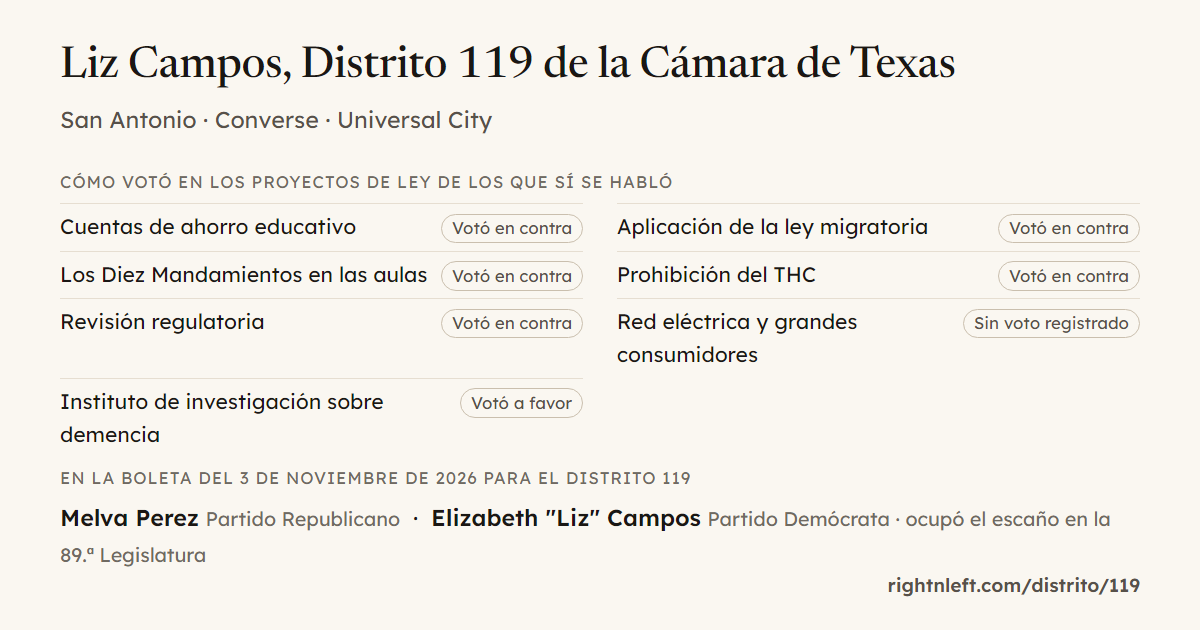 Liz Campos, Distrito 119 de la Cámara de Texas
San Antonio · Converse · Universal City
CÓMO VOTÓ EN LOS PROYECTOS DE LEY DE LOS QUE SÍ SE HABLÓ
Cuentas de ahorro educativo Votó en contra
Aplicación de la ley migratoria Votó en contra
Los Diez Mandamientos en las aulas Votó en contra
Prohibición del THC Votó en contra
Revisión regulatoria Votó en contra
Red eléctrica y grandes Sin voto registrado
consumidores
Instituto de investigación sobre Votó a favor
demencia
EN LA BOLETA DEL 3 DE NOVIEMBRE DE 2026 PARA EL DISTRITO 119
Melva Perez Partido Republicano · Elizabeth "Liz" Campos Partido Demócrata · ocupó el escaño en la
89.ª Legislatura
rightnleft.com/distrito/119